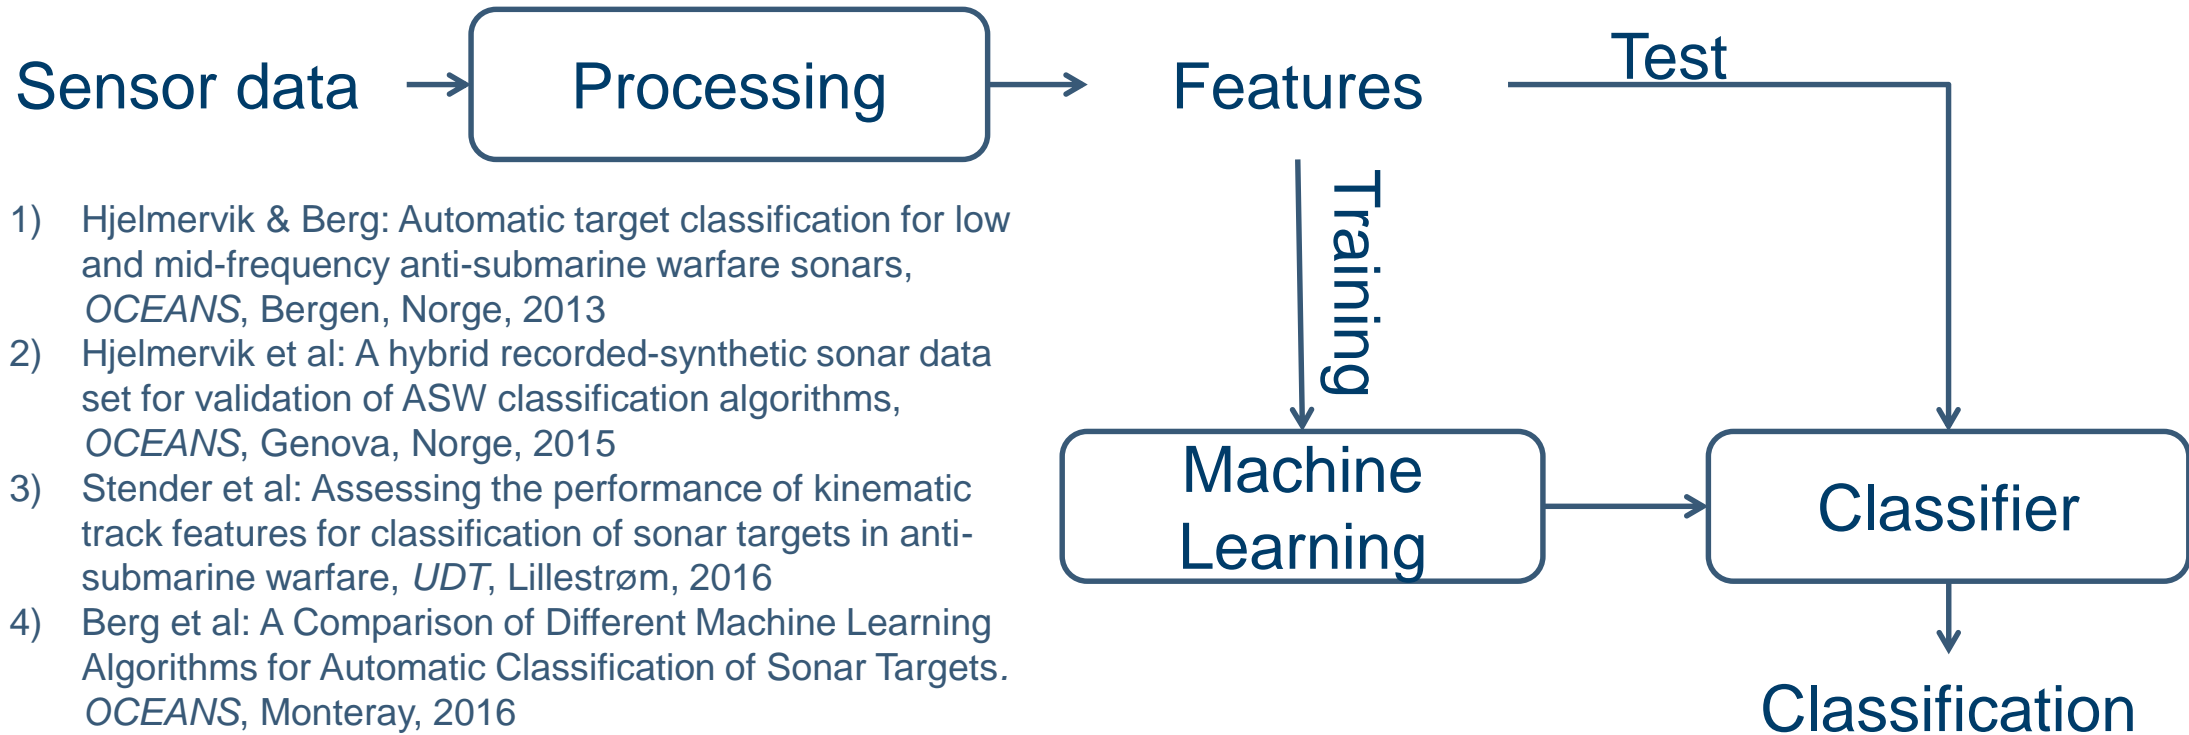 Sensor data
Processing
Features
Test
Training
1) Hjelmervik & Berg: Automatic target classification for low
and mid-frequency anti-submarine warfare sonars,
OCEANS, Bergen, Norge, 2013
2) Hjelmervik et al: A hybrid recorded-synthetic sonar data
set for validation of ASW classification algorithms,
OCEANS, Genova, Norge, 2015
3) Stender et al: Assessing the performance of kinematic
track features for classification of sonar targets in anti-
submarine warfare, UDT, Lillestrøm, 2016
4) Berg et al: A Comparison of Different Machine Learning
Algorithms for Automatic Classification of Sonar Targets.
OCEANS, Monteray, 2016
Machine
Learning
Classifier
Classification